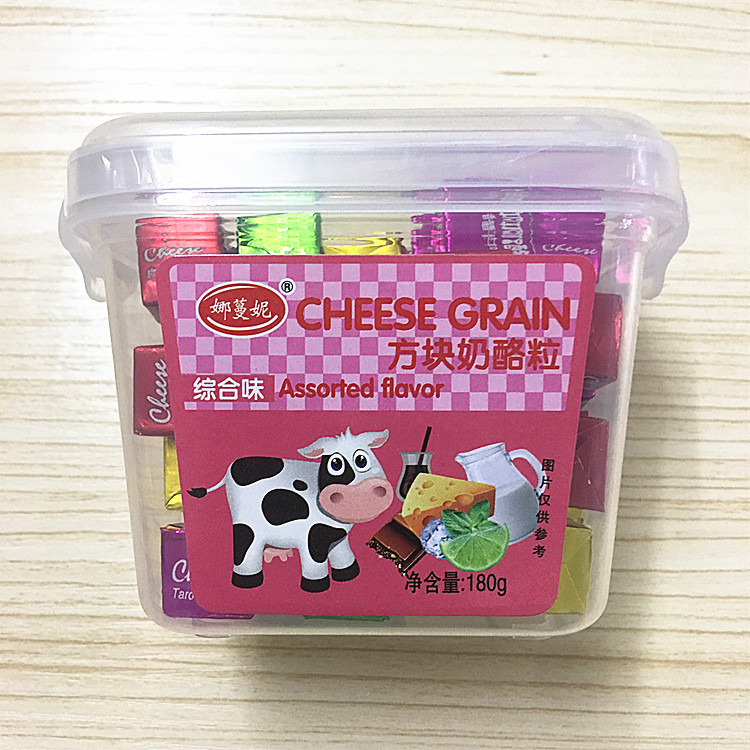 Cheese
Cheese
Cheese
娜蔓妮
®
CHEESE GRAIN
方块奶酪粒
综合味 Assorted flavor
图片仅供参考
净含量:180g
Taro